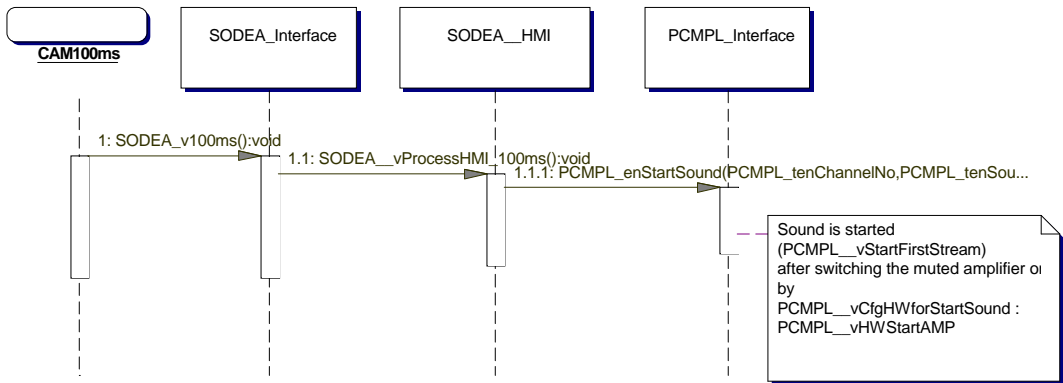 SODEA_Interface
SODEA__HMI
PCMPL_Interface
CAM100ms
1: SODEA_v100ms():void
1.1: SODEA__vProcessHMI_100ms():void
1.1.1: PCMPL_enStartSound(PCMPL_tenChannelNo,PCMPL_tenSou...
Sound is started
(PCMPL__vStartFirstStream)
after switching the muted amplifier
by
PCMPL__vCfgHWforStartSound :
PCMPL__vHWStartAMP